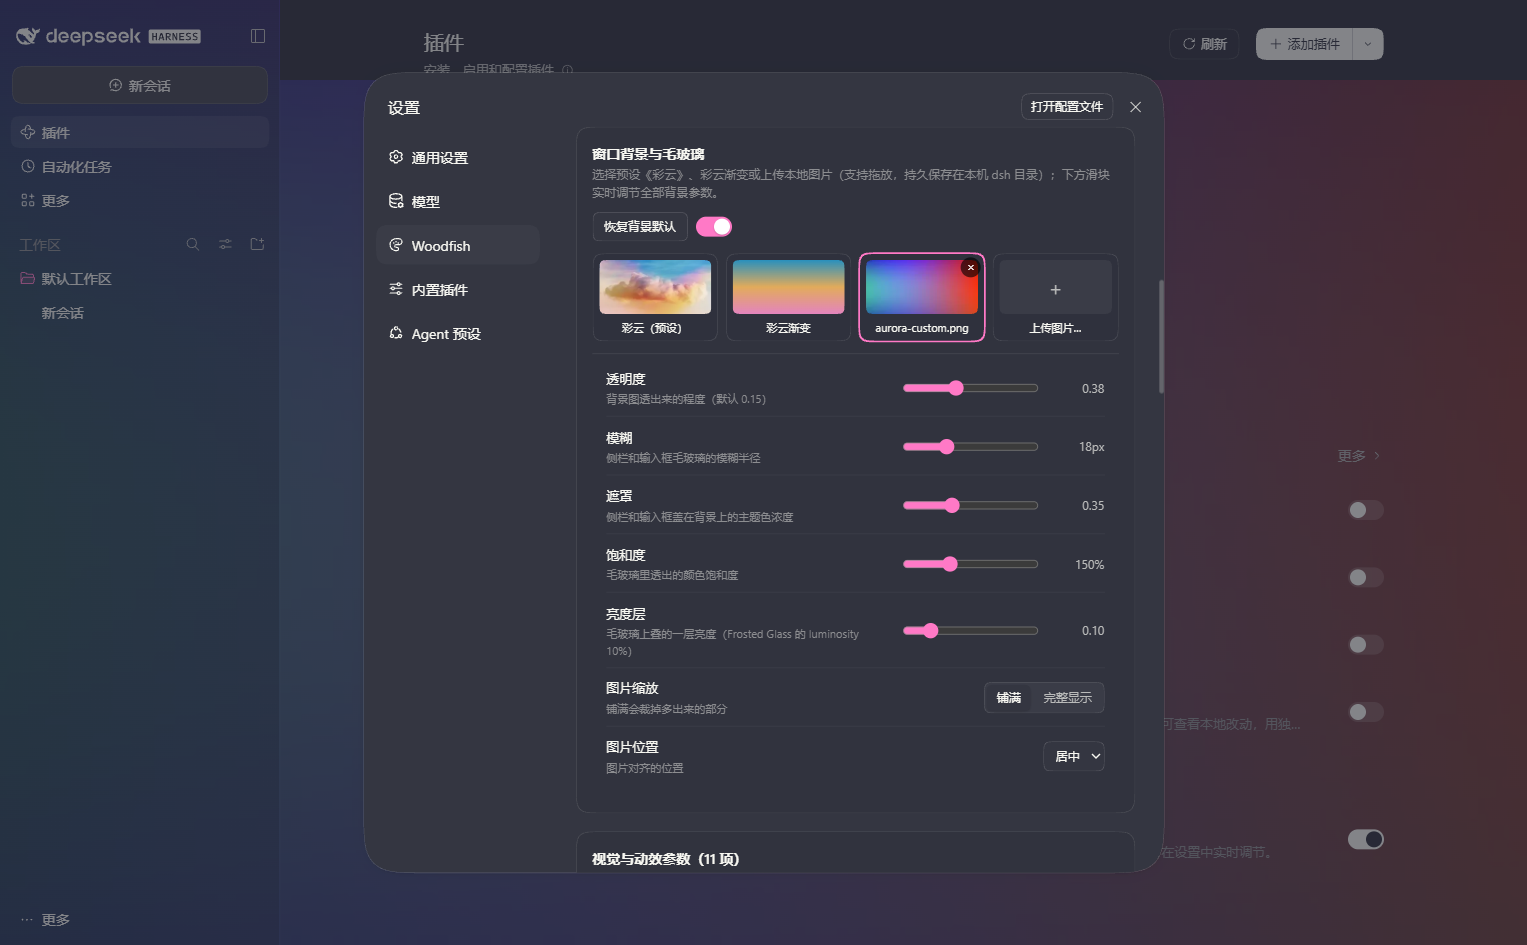 deepseek HARNESS
新会话
插件
自动化任务
更多
工作区
默认工作区
新会话
更多
插件
安装、启用和配置插件
刷新
添加插件
设置
打开配置文件
通用设置
模型
Woodfish
内置插件
Agent 预设
窗口背景与毛玻璃
选择预设《彩云》、彩云渐变或上传本地图片（支持拖放，持久保存在本机 dsh 目录）；下方滑块
实时调节全部背景参数。
恢复背景默认
彩云（预设）
彩云渐变
aurora-custom.png
上传图片...
透明度
背景图透出来的程度（默认 0.15）
0.38
模糊
侧栏和输入框毛玻璃的模糊半径
18px
遮罩
侧栏和输入框盖在背景上的主题色浓度
0.35
饱和度
毛玻璃里透出的颜色饱和度
150%
亮度层
毛玻璃上叠的一层亮度（Frosted Glass 的 luminosity
10%）
0.10
图片缩放
铺满会裁掉多出来的部分
铺满
完整显示
图片位置
图片对齐的位置
居中
视觉与动效参数（11 项）
更多
可查看本地改动，用独...
在设置中实时调节。